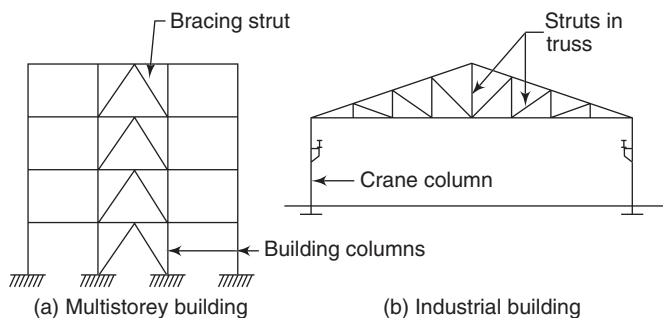 Bracing strut
Building columns
(a) Multistorey building
Struts in
truss
Crane column
(b) Industrial building